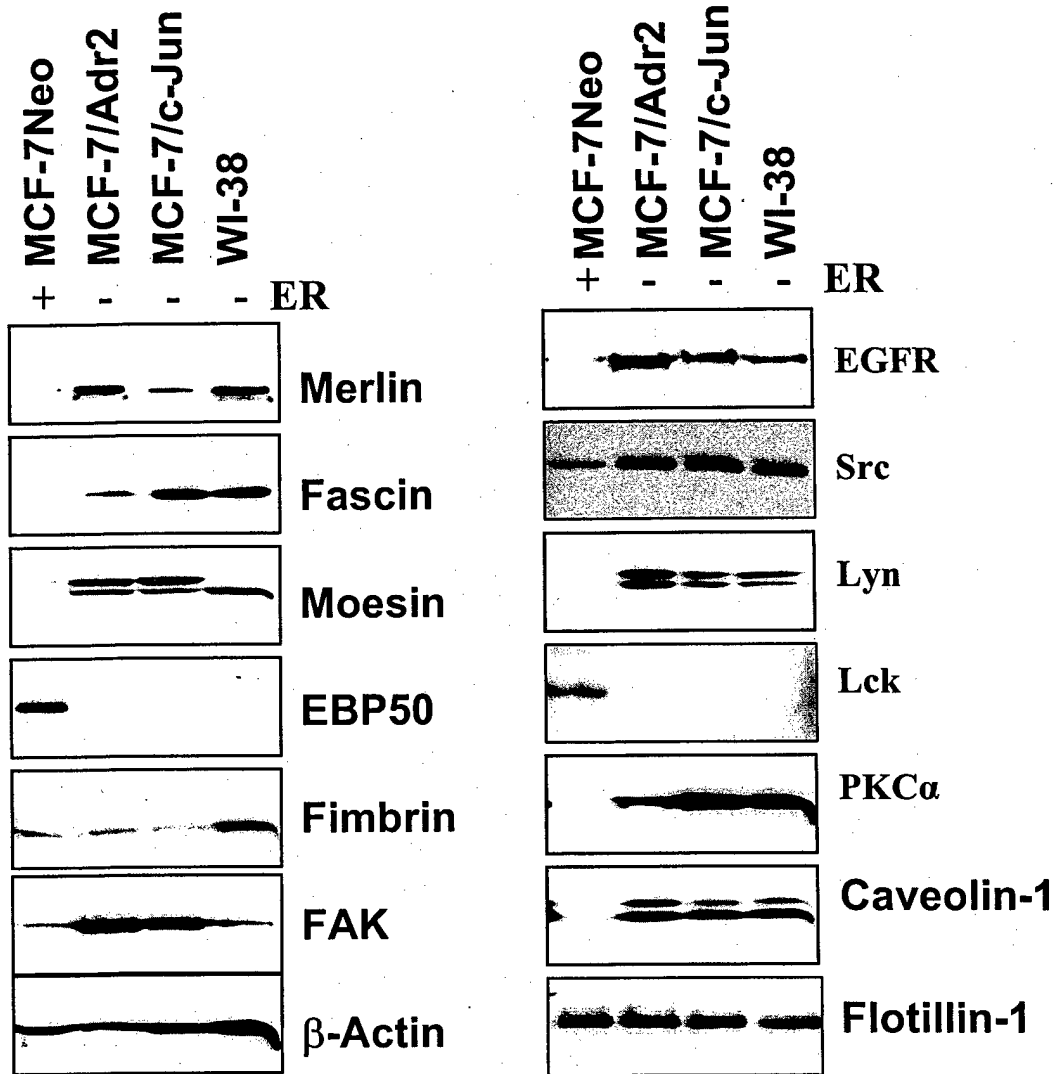 MCF-7Neo
MCF-7/Adr2
MCF-7/c-Jun
WI-38
+ - - - ER
Merlin
Fascin
Moesin
EBP50
Fimbrin
FAK
β-Actin
MCF-7Neo
MCF-7/Adr2
MCF-7/c-Jun
WI-38
+ - - - ER
EGFR
Src
Lyn
Lck
PKCα
Caveolin-1
Flotillin-1